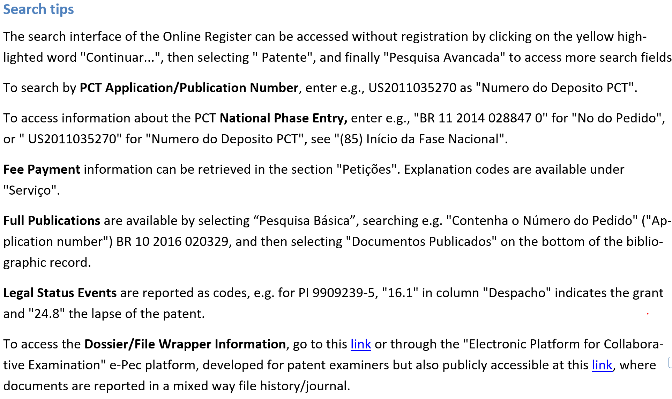 Search tips
The search interface of the Online Register can be accessed without registration by clicking on the yellow high-
lighted word "Continuar...", then selecting " Patente", and finally "Pesquisa Avancada" to access more search fields
To search by PCT Application/Publication Number, enter e.g., US2011035270 as "Numero do Deposito PCT".
To access information about the PCT National Phase Entry, enter e.g., "BR 11 2014 028847 0" for "No do Pedido",
or " US2011035270" for "Numero do Deposito PCT", see "(85) Início da Fase Nacional".
Fee Payment information can be retrieved in the section "Petições". Explanation codes are available under
"Serviço".
Full Publications are available by selecting “Pesquisa Básica”, searching e.g. "Contenha o Número do Pedido" ("Ap-
plication number") BR 10 2016 020329, and then selecting "Documentos Publicados" on the bottom of the biblio-
graphic record.
Legal Status Events are reported as codes, e.g. for PI 9909239-5, "16.1" in column "Despacho" indicates the grant
and "24.8" the lapse of the patent.
To access the Dossier/File Wrapper Information, go to this link or through the "Electronic Platform for Collabora-
tive Examination" e-Pec platform, developed for patent examiners but also publicly accessible at this link, where
documents are reported in a mixed way file history/journal.